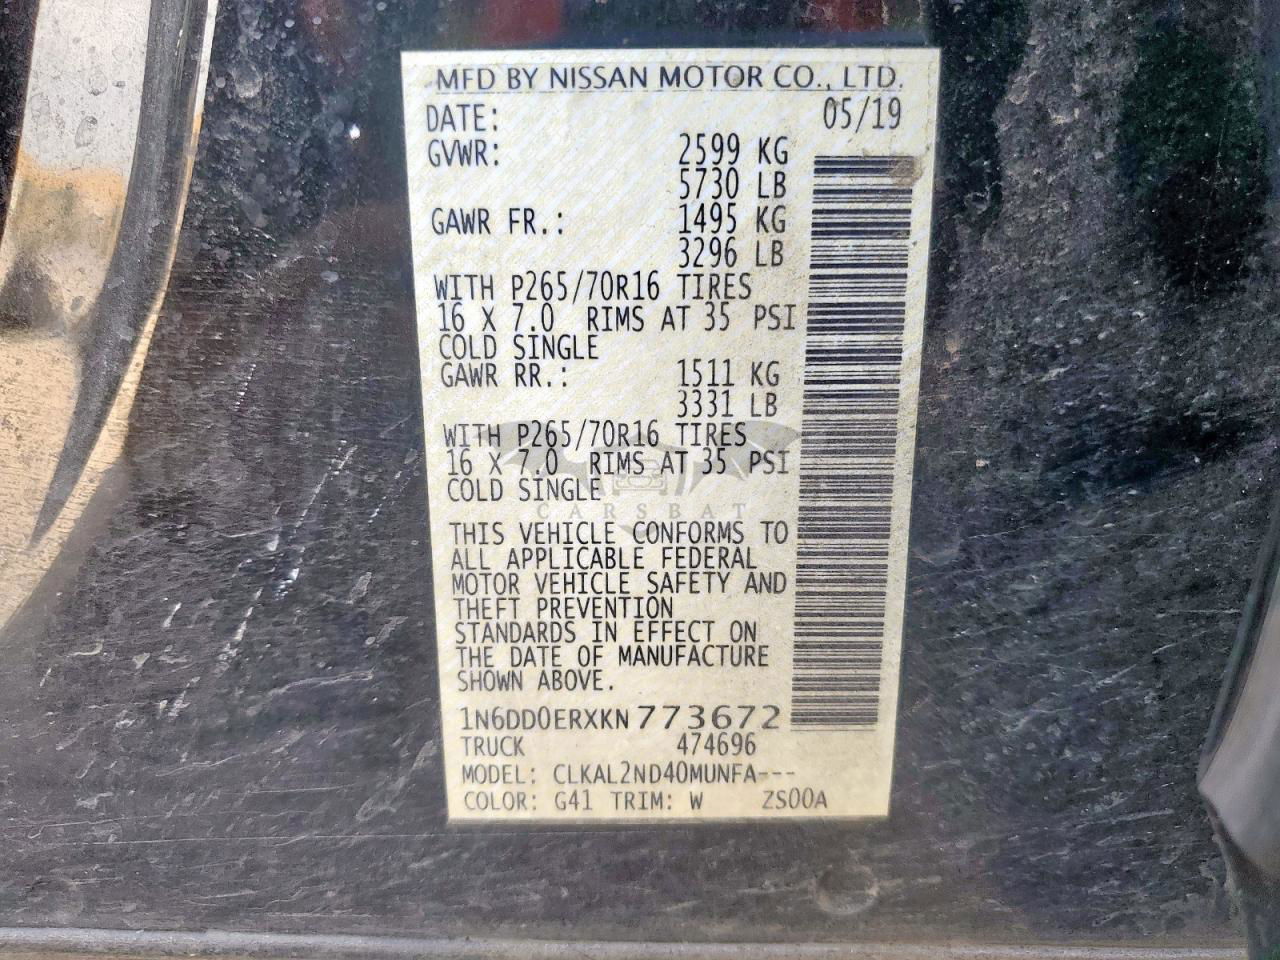 MFD BY NISSAN MOTOR CO., LTD.
DATE: 05/19
GVWR: 2599 KG
5730 LB
GAWR FR.: 1495 KG
3296 LB
WITH P265/70R16 TIRES
16 X 7.0 RIMS AT 35 PSI
COLD SINGLE
GAWR RR.: 1511 KG
3331 LB
WITH P265/70R16 TIRES
16 X 7.0 RIMS AT 35 PSI
COLD SINGLE
CARSBAT
THIS VEHICLE CONFORMS TO
ALL APPLICABLE FEDERAL
MOTOR VEHICLE SAFETY AND
THEFT PREVENTION
STANDARDS IN EFFECT ON
THE DATE OF MANUFACTURE
SHOWN ABOVE.
1N6DD0ERXKN773672
TRUCK 474696
MODEL: CLKAL2ND40MUNFA---
COLOR: G41 TRIM: W ZS00A